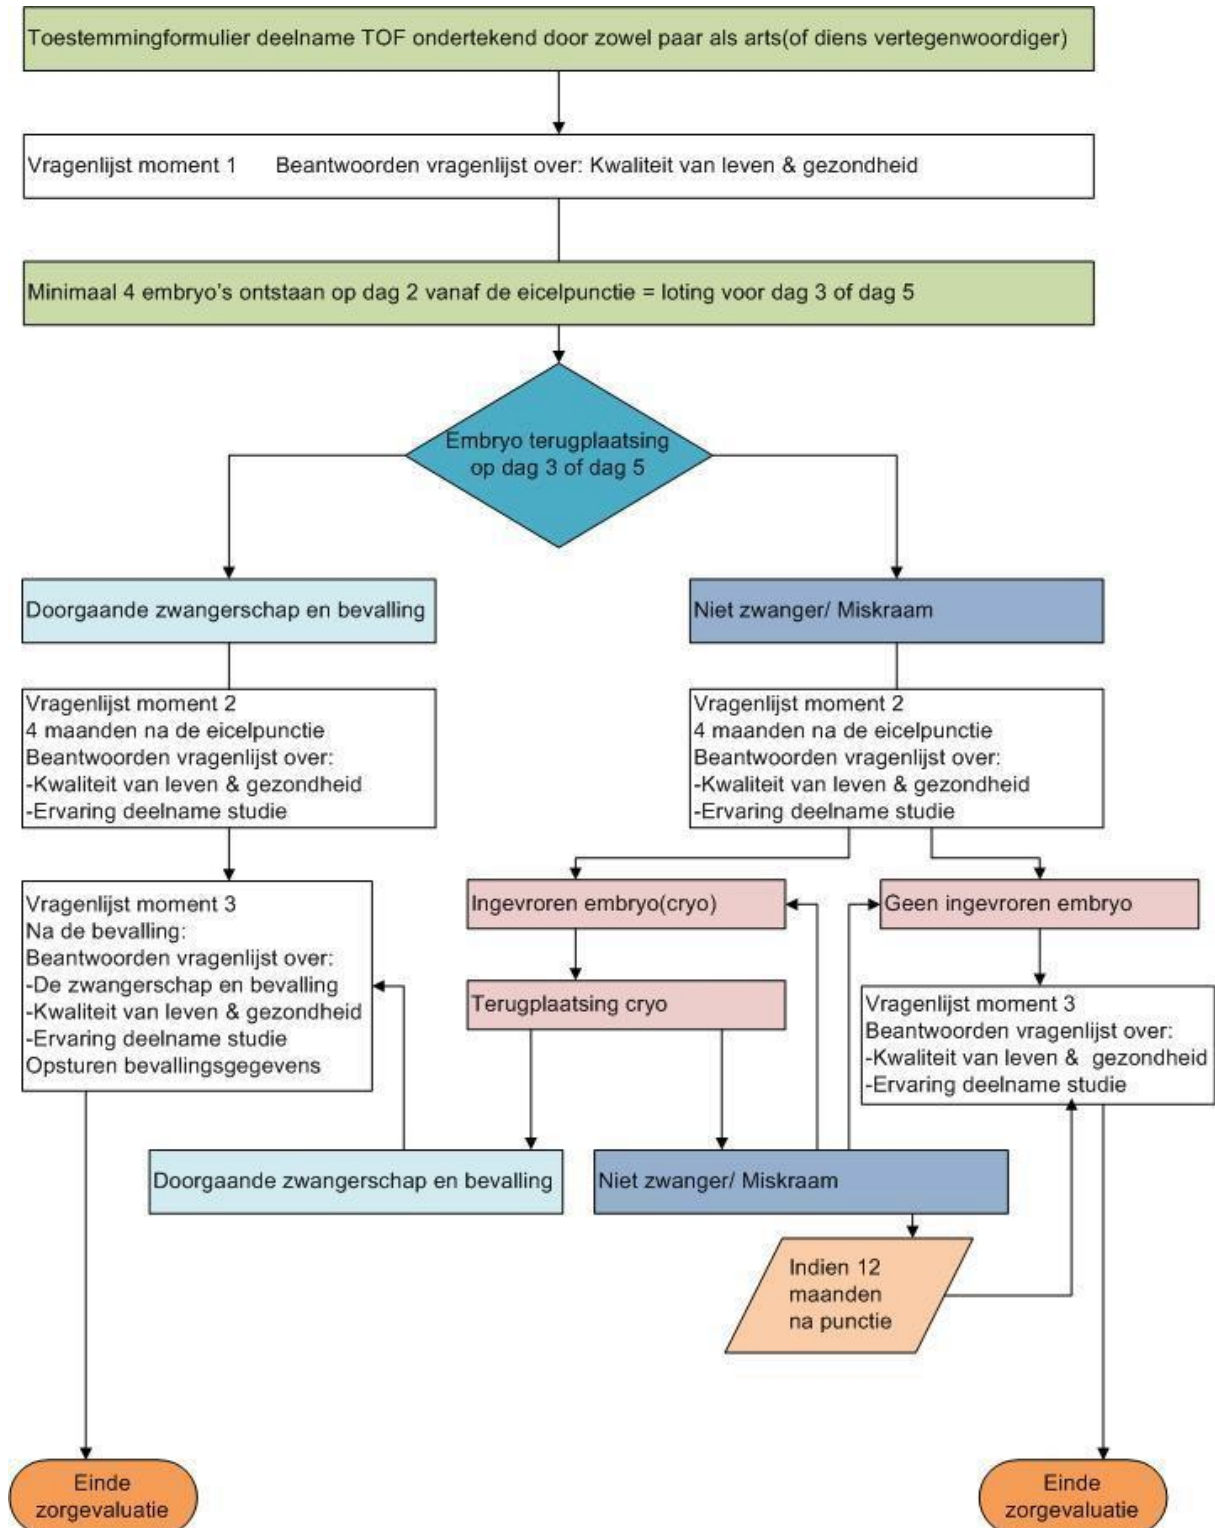 Toestemmingformulier deelname TOF ondertekend door zowel paar als arts(of diens vertegenwoordiger)
Vragenlijst moment 1 Beantwoorden vragenlijst over: Kwaliteit van leven & gezondheid
Minimaal 4 embryo's ontstaan op dag 2 vanaf de eicelpunctie = loting voor dag 3 of dag 5
Embryo terugplaatsing
op dag 3 of dag 5
Doorgaande zwangerschap en bevalling
Niet zwanger/ Miskraam
Vragenlijst moment 2
4 maanden na de eicelpunctie
Beantwoorden vragenlijst over:
-Kwaliteit van leven & gezondheid
-Ervaring deelname studie
Vragenlijst moment 2
4 maanden na de eicelpunctie
Beantwoorden vragenlijst over:
-Kwaliteit van leven & gezondheid
-Ervaring deelname studie
Vragenlijst moment 3
Na de bevalling:
Beantwoorden vragenlijst over:
-De zwangerschap en bevalling
-Kwaliteit van leven & gezondheid
-Ervaring deelname studie
Opsturen bevallingsgegevens
Ingevroren embryo(cryo)
Geen ingevroren embryo
Terugplaatsing cryo
Vragenlijst moment 3
Beantwoorden vragenlijst over:
-Kwaliteit van leven & gezondheid
-Ervaring deelname studie
Doorgaande zwangerschap en bevalling
Niet zwanger/ Miskraam
Indien 12
maanden
na punctie
Einde
zorgevaluatie
Einde
zorgevaluatie